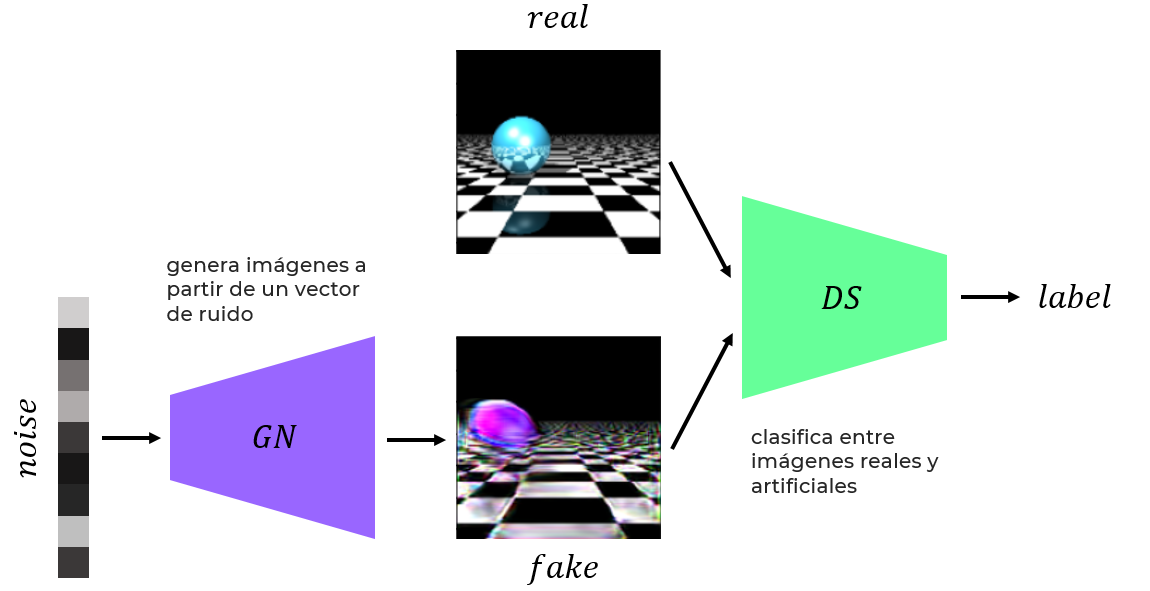 real
genera imágenes a
partir de un vector
de ruido
noise
GN
fake
DS
label
clasifica entre
imágenes reales y
artificiales